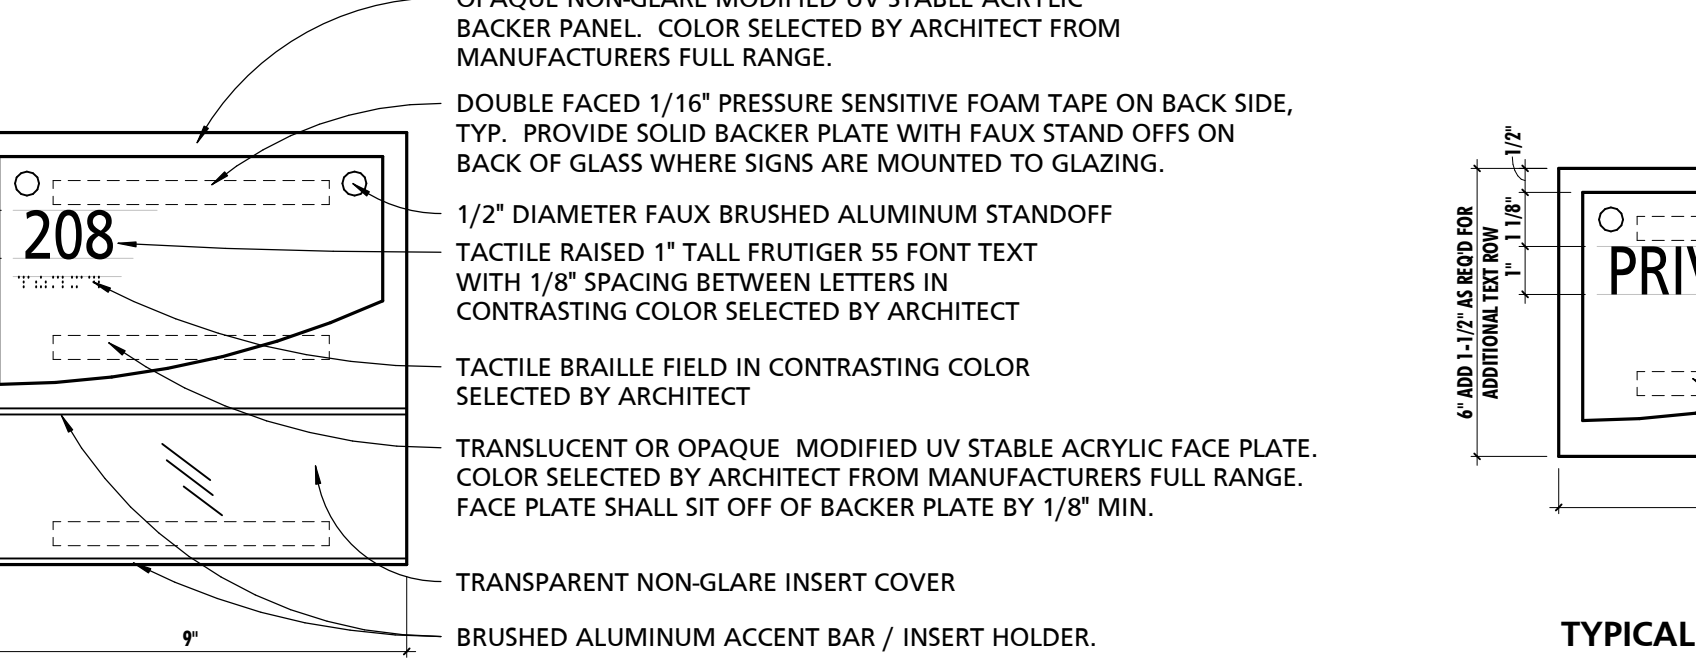 OPAQUE NON-GLARE MODIFIED UV STABLE ACRYLIC
BACKER PANEL. COLOR SELECTED BY ARCHITECT FROM
MANUFACTURERS FULL RANGE.
DOUBLE FACED 1/16" PRESSURE SENSITIVE FOAM TAPE ON BACK SIDE,
TYP. PROVIDE SOLID BACKER PLATE WITH FAUX STAND OFFS ON
BACK OF GLASS WHERE SIGNS ARE MOUNTED TO GLAZING.
1/2" DIAMETER FAUX BRUSHED ALUMINUM STANDOFF
208
TACTILE RAISED 1" TALL FRUTIGER 55 FONT TEXT
WITH 1/8" SPACING BETWEEN LETTERS IN
CONTRASTING COLOR SELECTED BY ARCHITECT
TACTILE BRAILLE FIELD IN CONTRASTING COLOR
SELECTED BY ARCHITECT
TRANSLUCENT OR OPAQUE MODIFIED UV STABLE ACRYLIC FACE PLATE.
COLOR SELECTED BY ARCHITECT FROM MANUFACTURERS FULL RANGE.
FACE PLATE SHALL SIT OFF OF BACKER PLATE BY 1/8" MIN.
TRANSPARENT NON-GLARE INSERT COVER
BRUSHED ALUMINUM ACCENT BAR / INSERT HOLDER.
9"
6" ADD 1-1/2" AS REQ'D FOR
ADDITIONAL TEXT ROW
1/2"
1 1/8"
1"
PRIV
TYPICAL